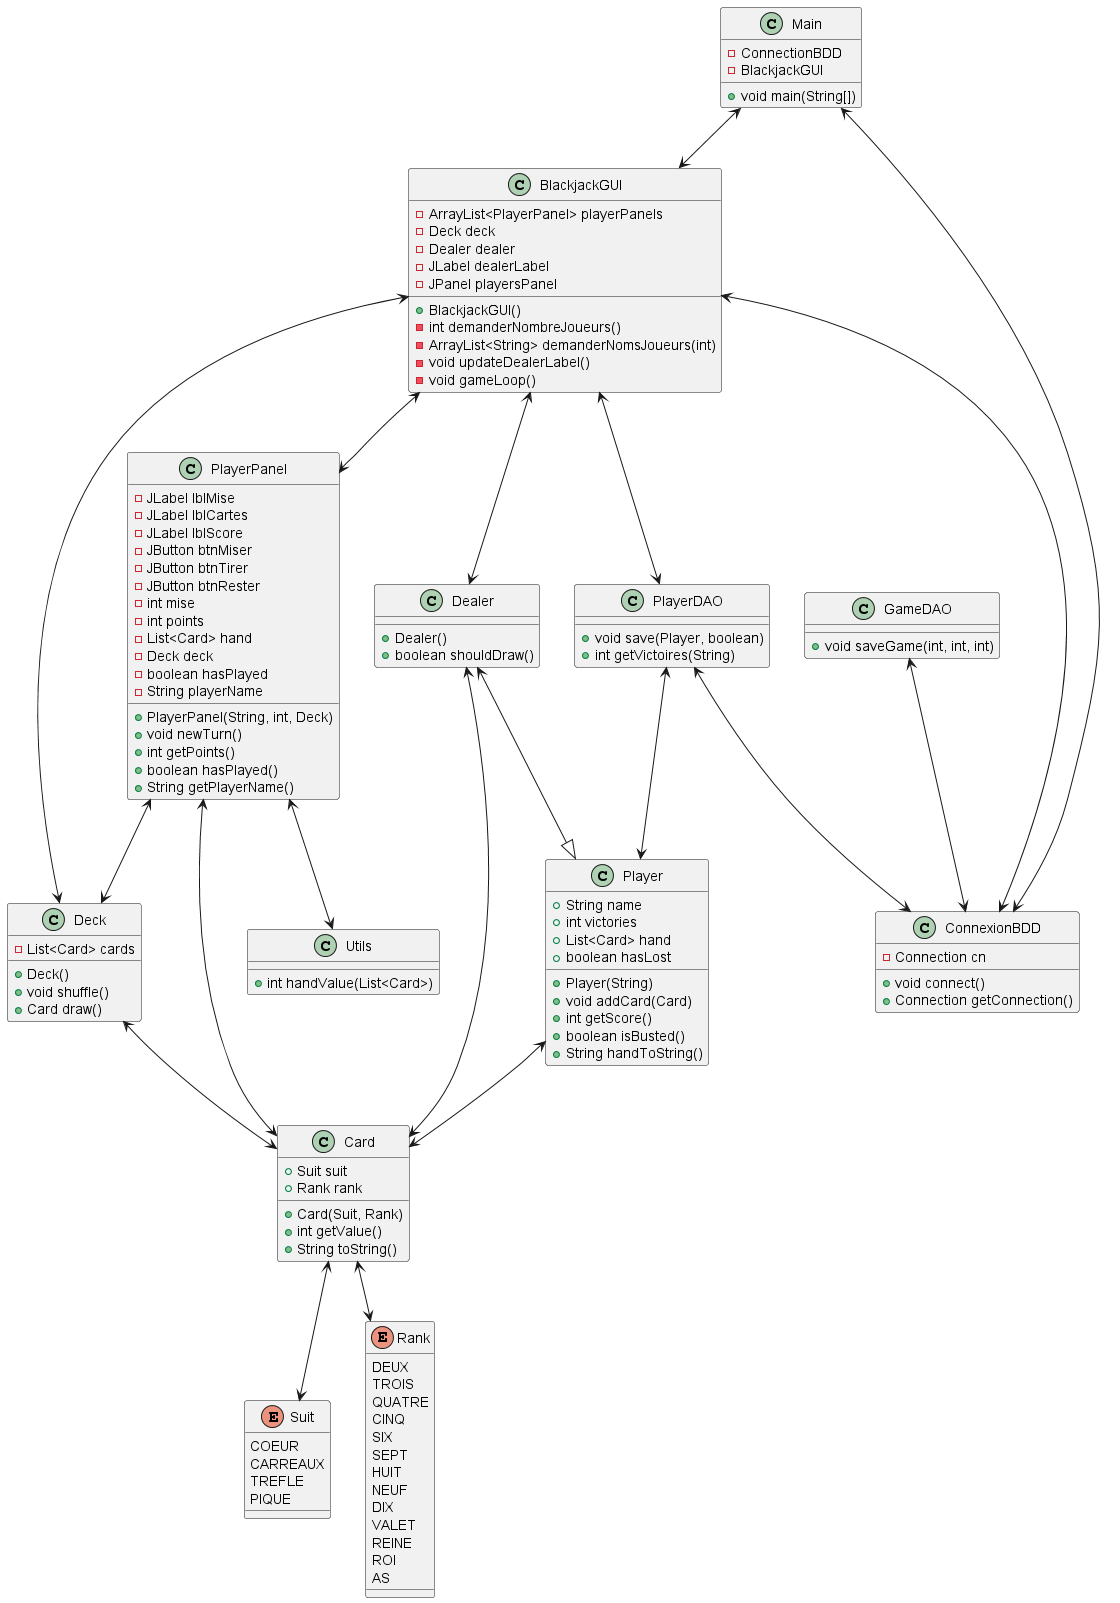 C Main
ConnectionBDD
BlackjackGUI
void main(String[])
C BlackjackGUI
ArrayList<PlayerPanel> playerPanels
Deck deck
Dealer dealer
JLabel dealerLabel
JPanel playersPanel
BlackjackGUI()
int demanderNombreJoueurs()
ArrayList<String> demanderNomsJoueurs(int)
void updateDealerLabel()
void gameLoop()
C PlayerPanel
JLabel lblMise
JLabel lblCartes
JLabel lblScore
JButton btnMiser
JButton btnTirer
JButton btnRester
int mise
int points
List<Card> hand
Deck deck
boolean hasPlayed
String playerName
PlayerPanel(String, int, Deck)
void newTurn()
int getPoints()
boolean hasPlayed()
String getPlayerName()
C Dealer
Dealer()
boolean shouldDraw()
C PlayerDAO
void save(Player, boolean)
int getVictoires(String)
C GameDAO
void saveGame(int, int, int)
C Deck
List<Card> cards
Deck()
void shuffle()
Card draw()
C Utils
int handValue(List<Card>)
C Player
String name
int victories
List<Card> hand
boolean hasLost
Player(String)
void addCard(Card)
int getScore()
boolean isBusted()
String handToString()
C ConnexionBDD
Connection cn
void connect()
Connection getConnection()
C Card
Suit suit
Rank rank
Card(Suit, Rank)
int getValue()
String toString()
E Suit
COEUR
CARREAUX
TREFLE
PIQUE
E Rank
DEUX
TROIS
QUATRE
CINQ
SIX
SEPT
HUIT
NEUF
DIX
VALET
REINE
ROI
AS